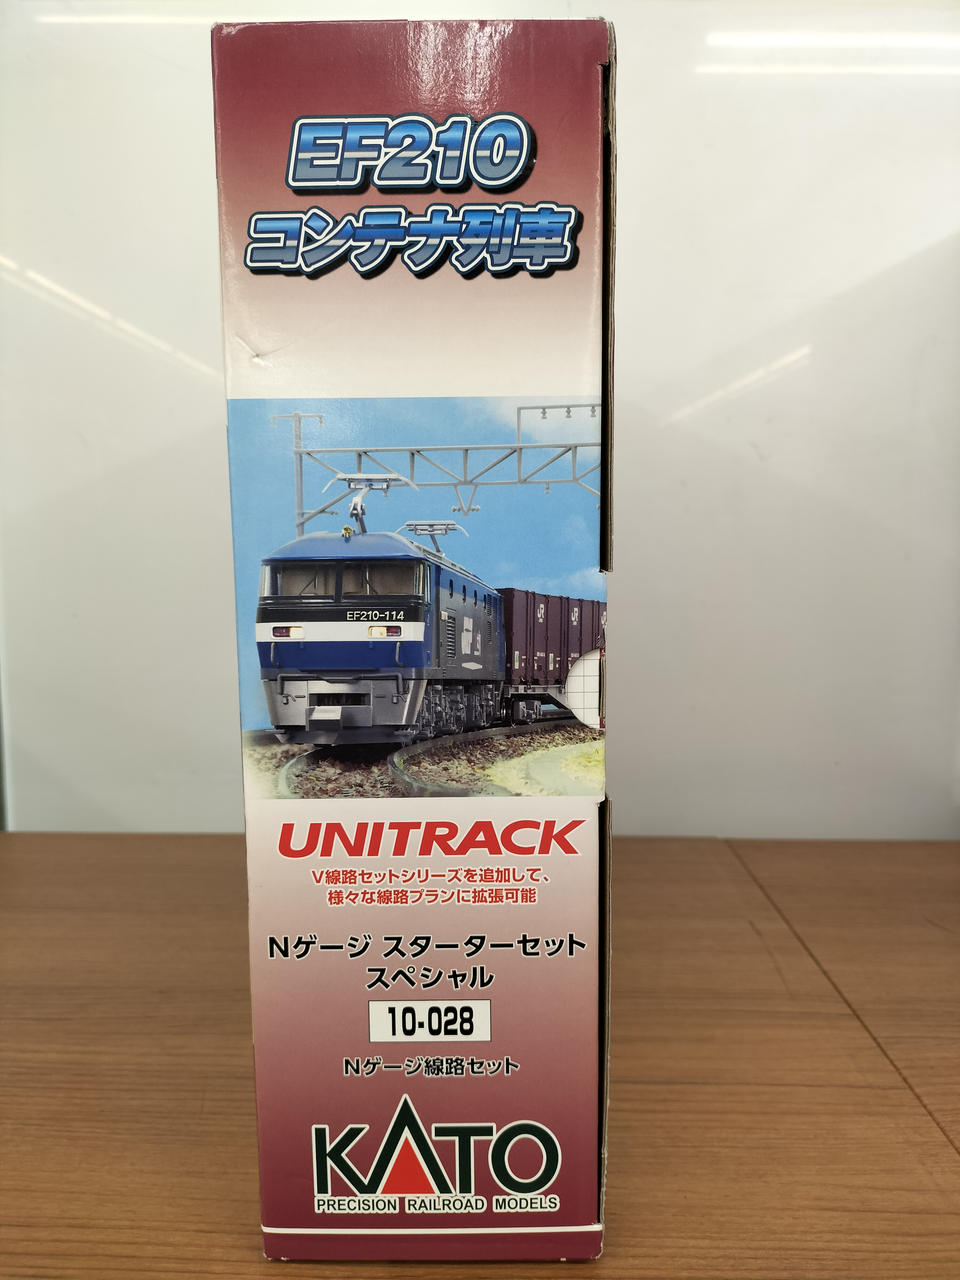 EF210
コンテナ列車
EF210-114
JR
JR
UNITRACK
V線路セットシリーズを追加して、
様々な線路プランに拡張可能
Nゲージ スターターセット
スペシャル
10-028
Nゲージ線路セット
KATO
PRECISION RAILROAD MODELS